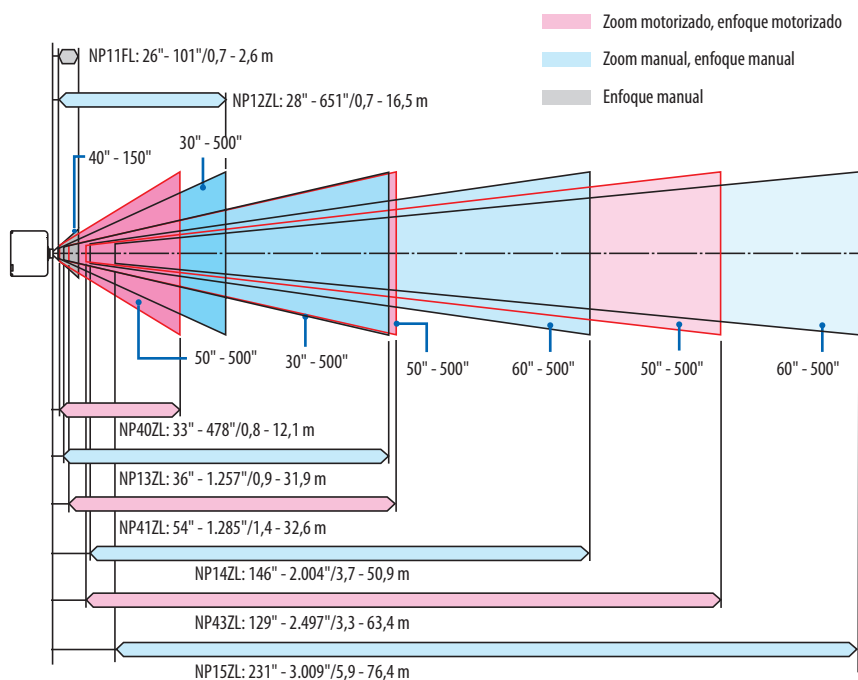 Zoom motorizado, enfoque motorizado
NP11FL: 26"- 101"/0,7 - 2,6 m
Zoom manual, enfoque manual
NP12ZL: 28" - 651"/0,7 - 16,5 m
Enfoque manual
30" - 500"
40" - 150"
50" - 500"
30" - 500"
50" - 500"
60" - 500"
50" - 500"
60" - 500"
NP40ZL: 33" - 478"/0,8 - 12,1 m
NP13ZL: 36" - 1.257"/0,9 - 31,9 m
NP41ZL: 54" - 1.285"/1,4 - 32,6 m
NP14ZL: 146" - 2.004"/3,7 - 50,9 m
NP43ZL: 129" - 2.497"/3,3 - 63,4 m
NP15ZL: 231" - 3.009"/5,9 - 76,4 m